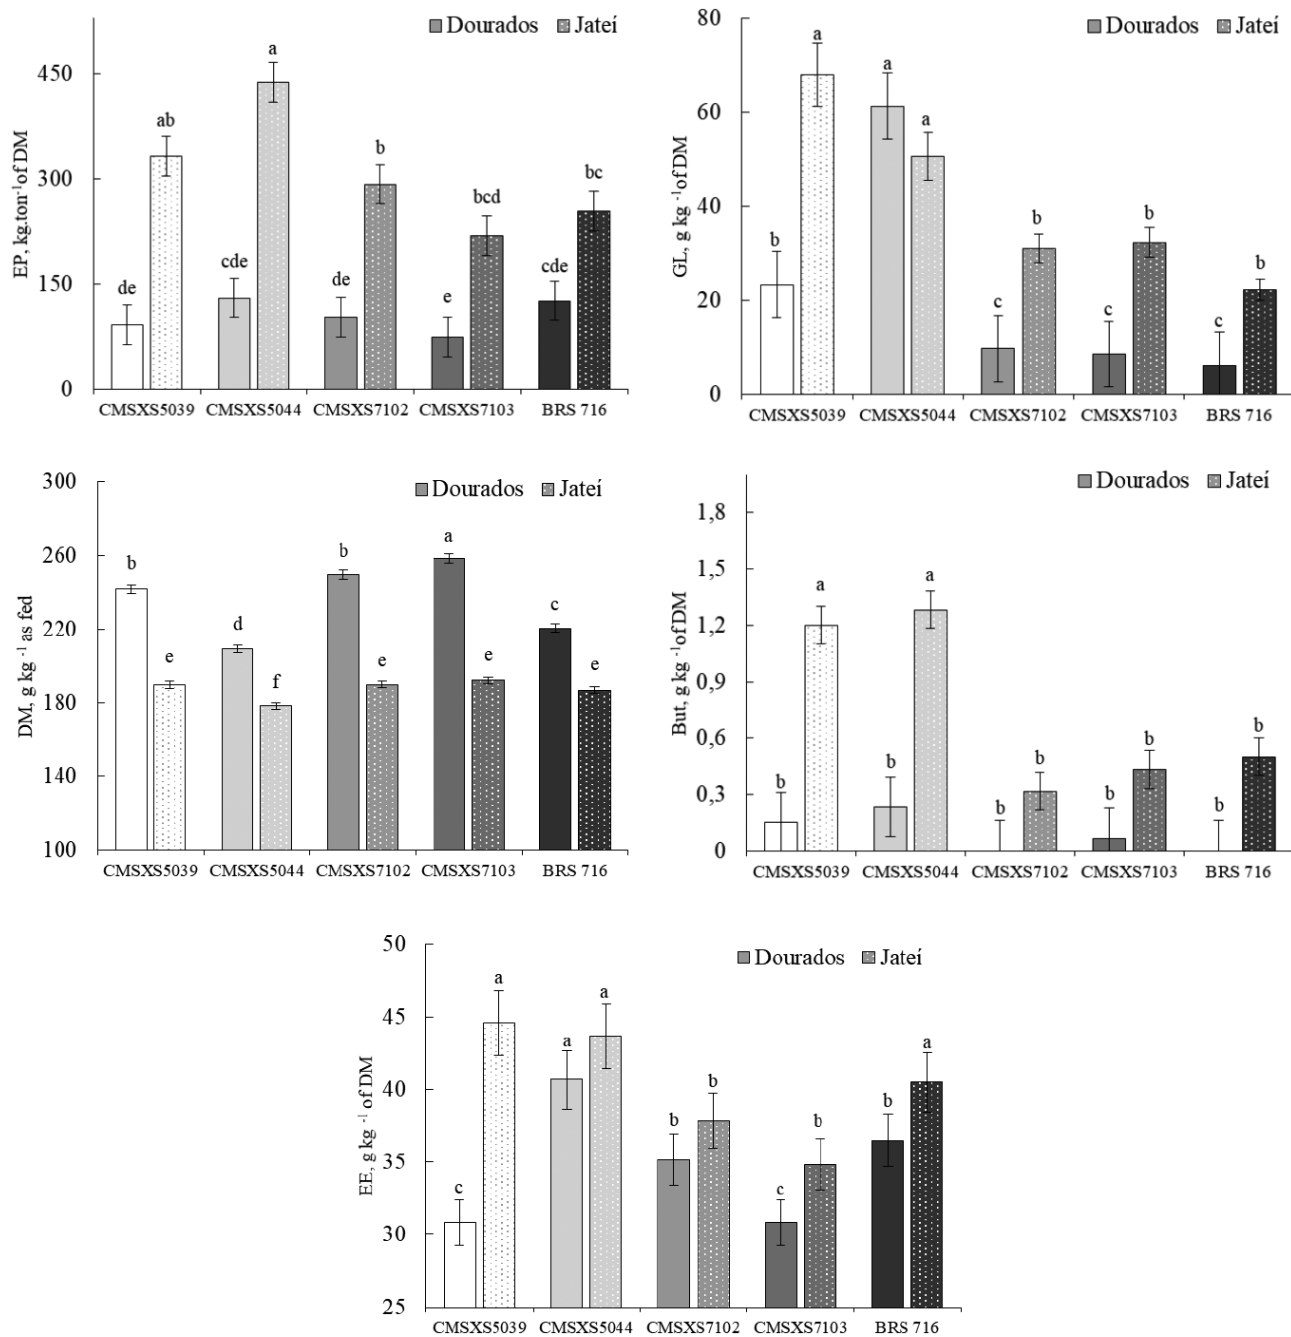 Dourados Jateí
EP, kg.ton⁻¹ of DM
450
300
150
0
de ab cde a de b e bcd cde bc
CMSXS5039 CMSXS5044 CMSXS7102 CMSXS7103 BRS 716
Dourados Jateí
GL, g kg ⁻¹ of DM
80
60
40
20
0
b a a a c b c b c b
CMSXS5039 CMSXS5044 CMSXS7102 CMSXS7103 BRS 716
Dourados Jateí
DM, g kg ⁻¹ as fed
300
260
220
180
140
100
b e d f b e a e c e
CMSXS5039 CMSXS5044 CMSXS7102 CMSXS7103 BRS 716
Dourados Jateí
But, g kg ⁻¹ of DM
1,8
1,5
1,2
0,9
0,6
0,3
0
b a b a b b b b b b
CMSXS5039 CMSXS5044 CMSXS7102 CMSXS7103 BRS 716
Dourados Jateí
EE, g kg ⁻¹ of DM
50
45
40
35
30
25
c a a a b b c b b a
CMSXS5039 CMSXS5044 CMSXS7102 CMSXS7103 BRS 716